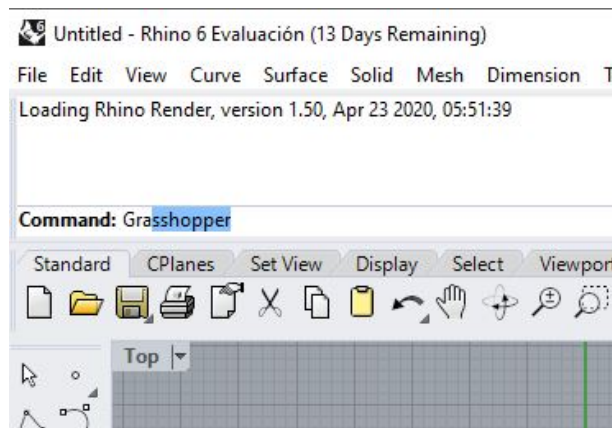 Untitled - Rhino 6 Evaluación (13 Days Remaining)
File Edit View Curve Surface Solid Mesh Dimension T
Loading Rhino Render, version 1.50, Apr 23 2020, 05:51:39
Command: Grasshopper
Standard CPlanes Set View Display Select Viewport
Top